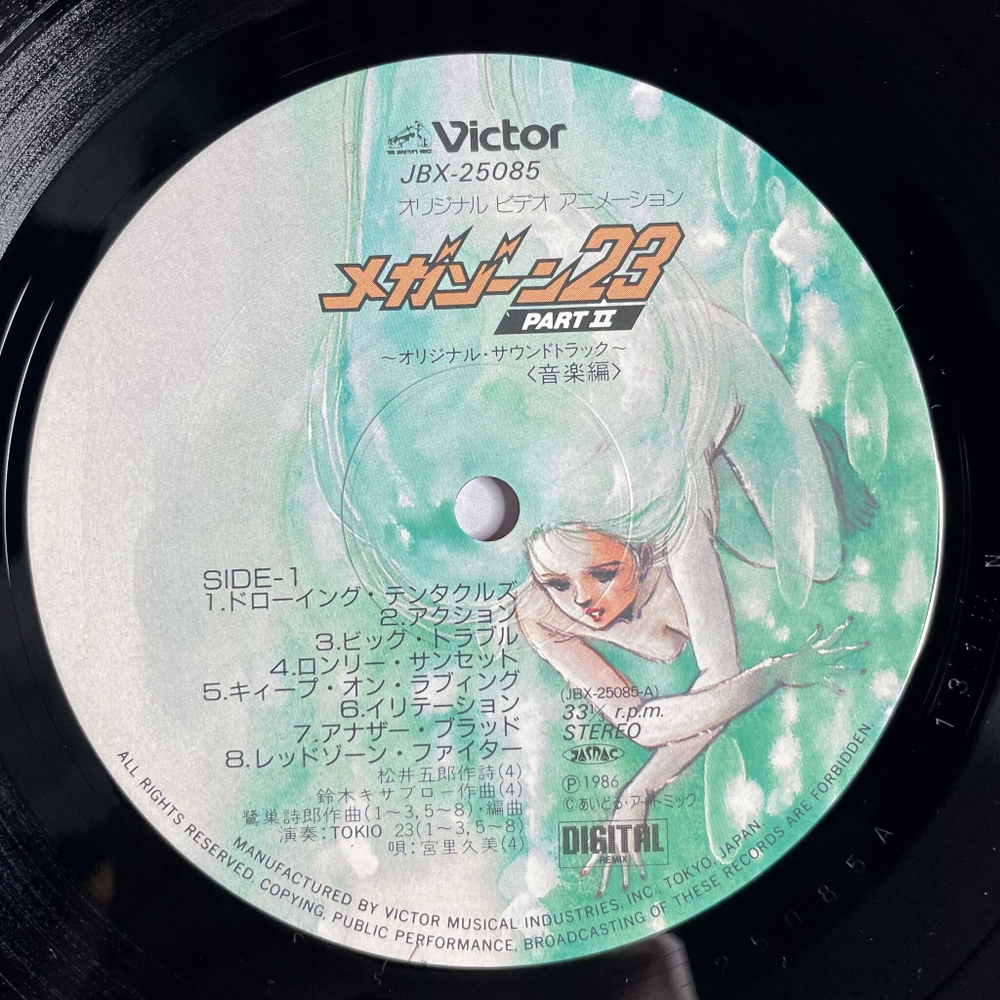 HIS MASTER'S VOICE
Victor
JBX-25085
オリジナル ビデオ アニメーション
メガゾーン23
PART II
～オリジナル・サウンドトラック～
〈音楽編〉
SIDE-1
1.ドローイング・テンタクルズ
2.アクション
3.ビッグ・トラブル
4.ロンリー・サンセット
5.キィープ・オン・ラブィング
6.イリテーション
7.アナザー・ブラッド
8.レッドゾーン・ファイター
松井五郎作詩(4)
鈴木キサブロー作曲(4)
鷺巣詩郎作曲(1～3,5～8)・編曲
演奏:TOKIO 23(1～3,5～8)
唄:宮里久美(4)
(JBX-25085-A)
33⅓ r.p.m.
STEREO
JASRAC
Ⓟ1986
©あいどる・アートミック
DIGITAL
REMIX
MANUFACTURED BY VICTOR MUSICAL INDUSTRIES, INC., TOKYO, JAPAN.
ALL RIGHTS RESERVED. COPYING, PUBLIC PERFORMANCE, BROADCASTING OF THESE RECORDS ARE FORBIDDEN.
25085A 131